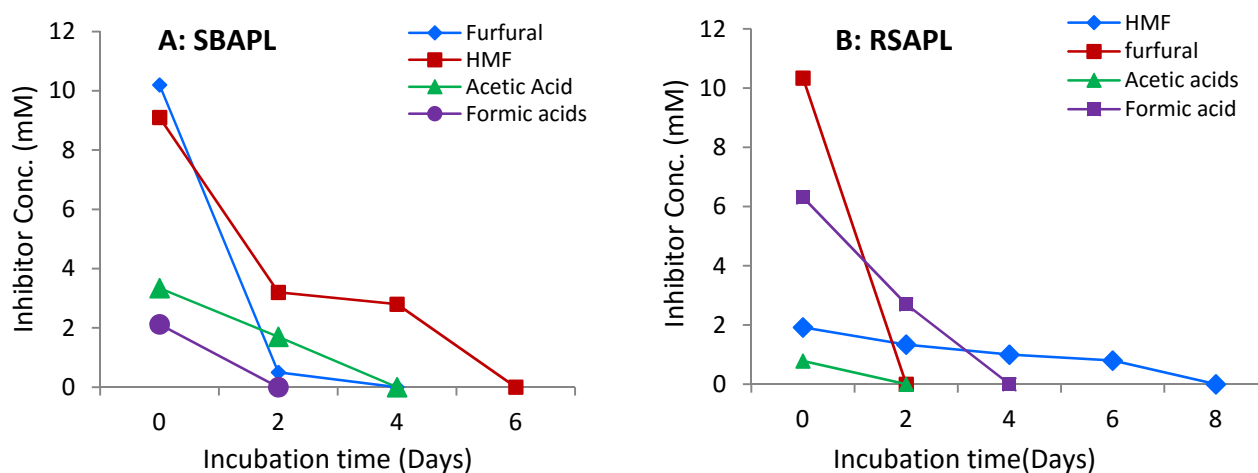 A: SBAPL
Furfural
HMF
Acetic Acid
Formic acids
Inhibitor Conc. (mM)
12
10
8
6
4
2
0
0 2 4 6
Incubation time (Days)
B: RSAPL
HMF
furfural
Acetic acids
Formic acid
Inhibitor Conc. (mM)
12
10
8
6
4
2
0
0 2 4 6 8
Incubation time(Days)